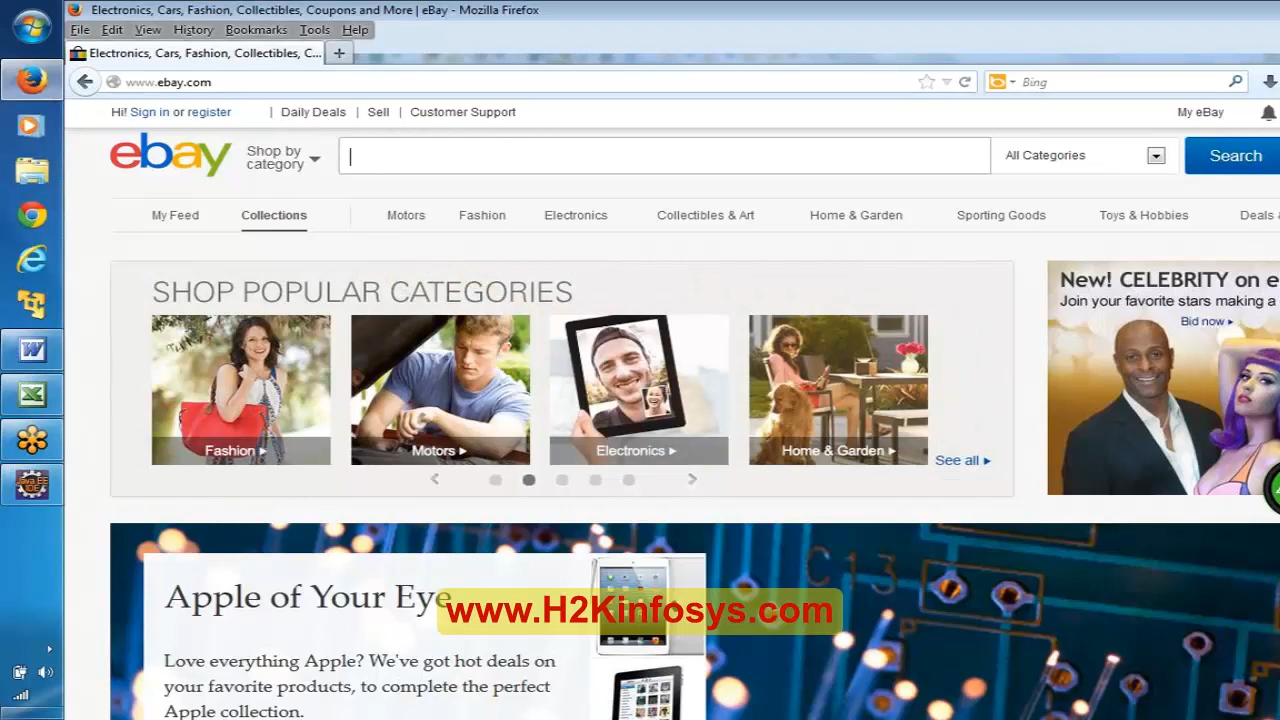 Electronics, Cars, Fashion, Collectibles, Coupons and More | eBay - Mozilla Firefox
File Edit View History Bookmarks Tools Help
Electronics, Cars, Fashion, Collectibles, C... +
www.ebay.com
Bing
Hi! Sign in or register | Daily Deals | Sell | Customer Support
My eBay
ebay
Shop by category
All Categories
Search
My Feed Collections Motors Fashion Electronics Collectibles & Art Home & Garden Sporting Goods Toys & Hobbies Deals
SHOP POPULAR CATEGORIES
Fashion
Motors
Electronics
Home & Garden
See all
New! CELEBRITY on e
Join your favorite stars making a
Bid now
Apple of Your Eye
Love everything Apple? We've got hot deals on
your favorite products, to complete the perfect
Apple collection.
C13
www.H2Kinfosys.com
Java EE
IDE